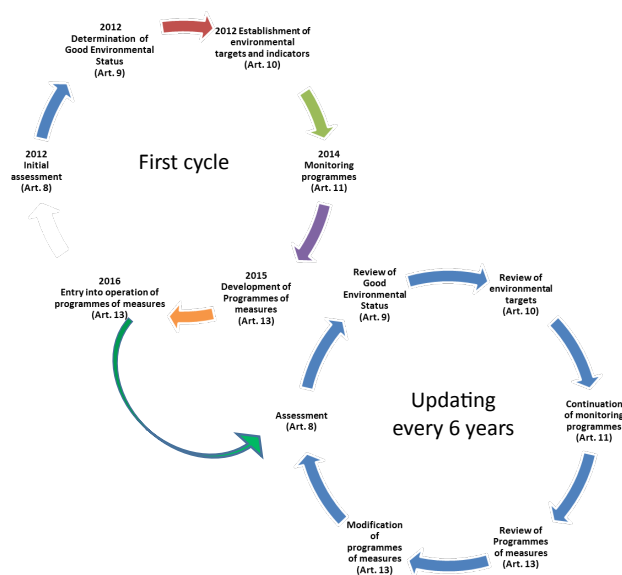 2012
Determination of
Good Environmental
Status
(Art. 9)
2012 Establishment of
environmental
targets and indicators
(Art. 10)
2012
Initial
assessment
(Art. 8)
First cycle
2014
Monitoring
programmes
(Art. 11)
2016
Entry into operation of
programmes of measures
(Art. 13)
2015
Development of
Programmes of
measures
(Art. 13)
Review of
Good
Environmental
Status
(Art. 9)
Review of
environmental
targets
(Art. 10)
Assessment
(Art. 8)
Updating
every 6 years
Continuation
of monitoring
programmes
(Art. 11)
Modification
of
programmes
of measures
(Art. 13)
Review of
Programmes
of measures
(Art. 13)